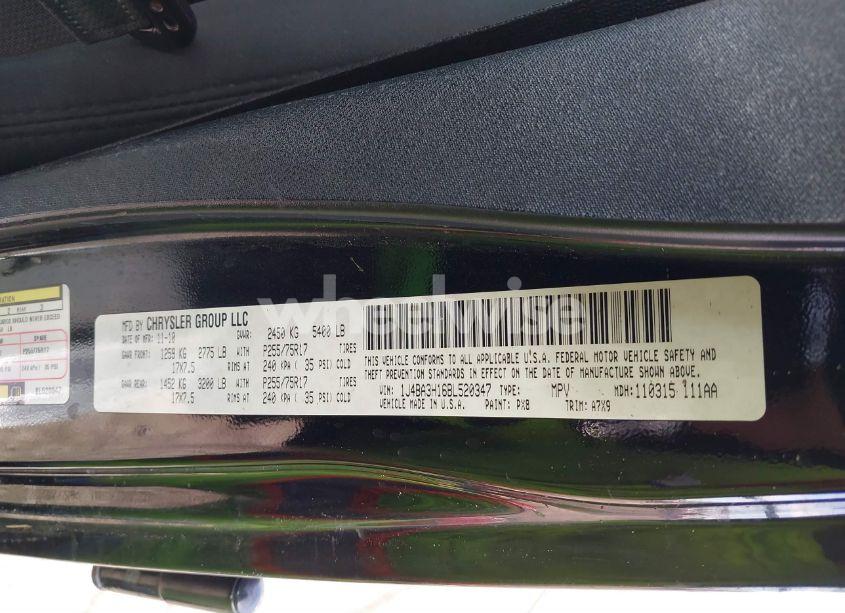 MFD BY CHRYSLER GROUP LLC
DATE OF MFR: 11-10 GVWR: 2450 KG 5400 LB
GAWR FRONT: 1259 KG 2775 LB WITH P255/75R17 TIRES
17X7.5 RIMS AT 240 KPA ( 35 PSI) COLD
GAWR REAR: 1452 KG 3200 LB WITH P255/75R17 TIRES
17X7.5 RIMS AT 240 KPA ( 35 PSI) COLD
THIS VEHICLE CONFORMS TO ALL APPLICABLE U.S.A. FEDERAL MOTOR VEHICLE SAFETY AND
THEFT PREVENTION STANDARDS IN EFFECT ON THE DATE OF MANUFACTURE SHOWN ABOVE.
VIN: 1J4BA3H16BL520347 TYPE: MPV MDH: 110315 111AA
VEHICLE MADE IN U.S.A. PAINT: PX8 TRIM: A7X9
wheelwise
SPARE
BL520347